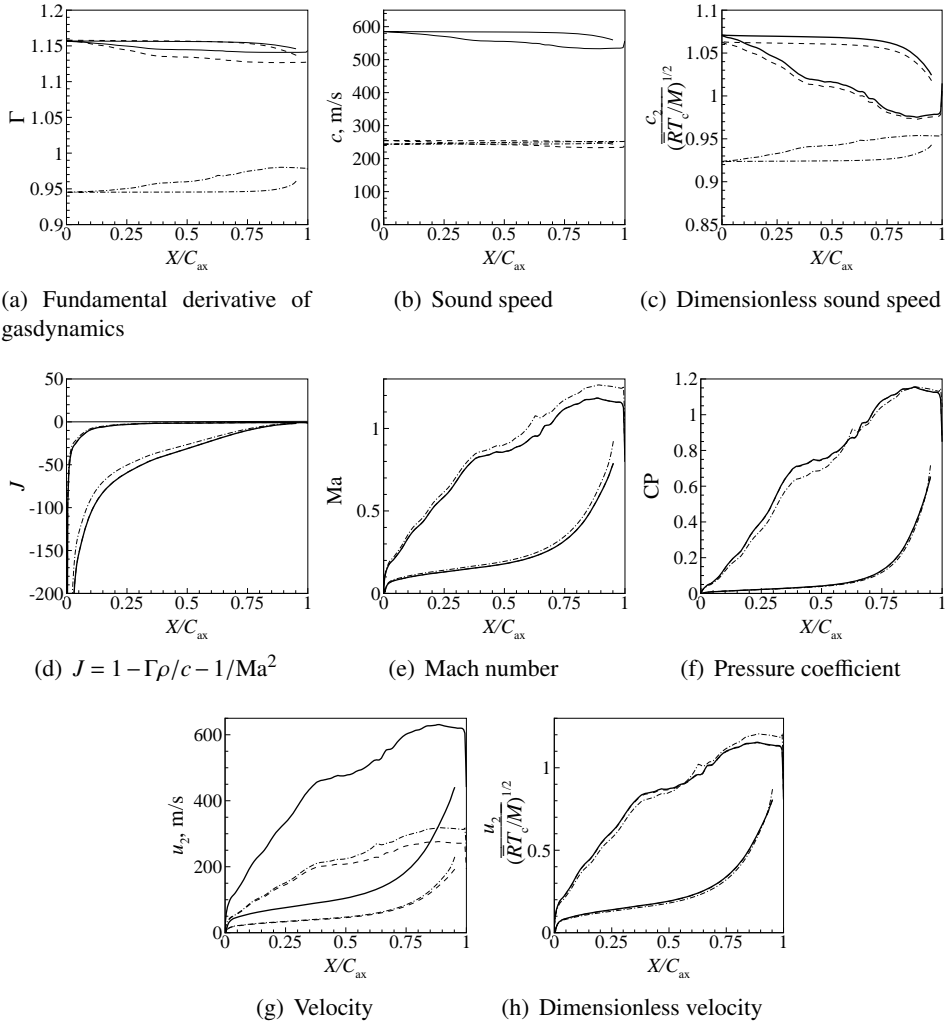 1.2
1.15
1.1
1.05
1
0.95
0.9
Γ
0 0.25 0.5 0.75 1
X/Cax
(a) Fundamental derivative of
gasdynamics
600
500
400
300
200
100
0
c, m/s
0 0.25 0.5 0.75 1
X/Cax
(b) Sound speed
1.1
1.05
1
0.95
0.9
0.85
c2
(RTc/M)1/2
0 0.25 0.5 0.75 1
X/Cax
(c) Dimensionless sound speed
50
0
-50
-100
-150
-200
J
0 0.25 0.5 0.75 1
X/Cax
(d) J = 1 − Γρ/c − 1/Ma2
1
0.5
0
Ma
0 0.25 0.5 0.75 1
X/Cax
(e) Mach number
1.2
1
0.8
0.6
0.4
0.2
0
CP
0 0.25 0.5 0.75 1
X/Cax
(f) Pressure coefficient
600
400
200
0
u2, m/s
0 0.25 0.5 0.75 1
X/Cax
(g) Velocity
1
0.5
0
u2
(RTc/M)1/2
0 0.25 0.5 0.75 1
X/Cax
(h) Dimensionless velocity